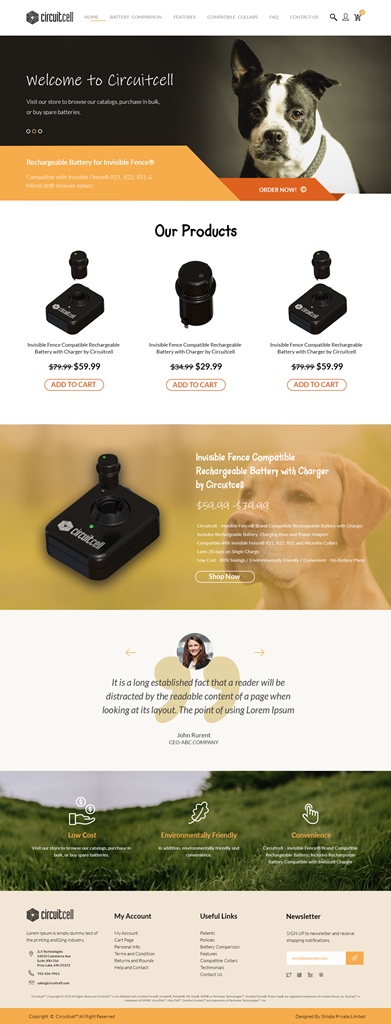 circuitcell
HOME BATTERY COMPARISON FEATURES COMPATIBLE COLLARS FAQ CONTACT US
Welcome to Circuitcell
Visit our store to browse our catalogs, purchase in bulk,
or buy spare batteries.
Rechargeable Battery for Invisible Fence®
Compatible with Invisible Fence® R21, R22, R51 &
MicroLite® receiver collars.
ORDER NOW!
Our Products
circuitcell
circuitcell
Invisible Fence Compatible Rechargeable
Battery with Charger by Circuitcell
$79.99 $59.99
ADD TO CART
Invisible Fence Compatible Rechargeable
Battery with Charger by Circuitcell
$34.99 $29.99
ADD TO CART
Invisible Fence Compatible Rechargeable
Battery with Charger by Circuitcell
$79.99 $59.99
ADD TO CART
circuitcell
Invisible Fence Compatible
Rechargeable Battery with Charger
by Circuitcell
$59.99 -$79.99
Circuitcell - Invisible Fence® Brand Compatible Rechargeable Battery with Charger
Includes Rechargeable Battery, Charging Base and Power Adapter
Compatible with Invisible Fence® R21, R22, R51 and Microlite Collars
Lasts 30 days on Single Charge
Low Cost - 80% Savings / Environmentally Friendly / Convenient - No Battery Plans
Shop Now
It is a long established fact that a reader will be
distracted by the readable content of a page when
looking at its layout. The point of using Lorem Ipsum
John Rurent
CEO-ABC COMPANY
Low Cost
Visit our store to browse our catalogs, purchase in
bulk, or buy spare batteries.
Environmentally Friendly
In addition, environmentally friendly and
convenience.
Convenience
Circuitcell - Invisible Fence® Brand Compatible
Rechargeable Battery; Includes Rechargeable
Battery Compatible with Invisible Charger
circuitcell
Lorem Ipsum is simply dummy text of
the printing andQing industry.
JLA Technologies
Suite 300-316
Prior Lake, MN 55372
sales@circuitcell.com
My Account
My Account
Cart Page
Personal Info
Terms and Condition
Returns and Rounds
Help and Contact
Useful Links
Patents
Policies
Battery Comparison
Features
Compatible Collars
Testimonials
Contact Us
Newsletter
SIGN UP to newsletter and receive
shopping notifications.
Copyright © Circuitcell™ All Right Reserved
Designed By Dhilalie Private Limited